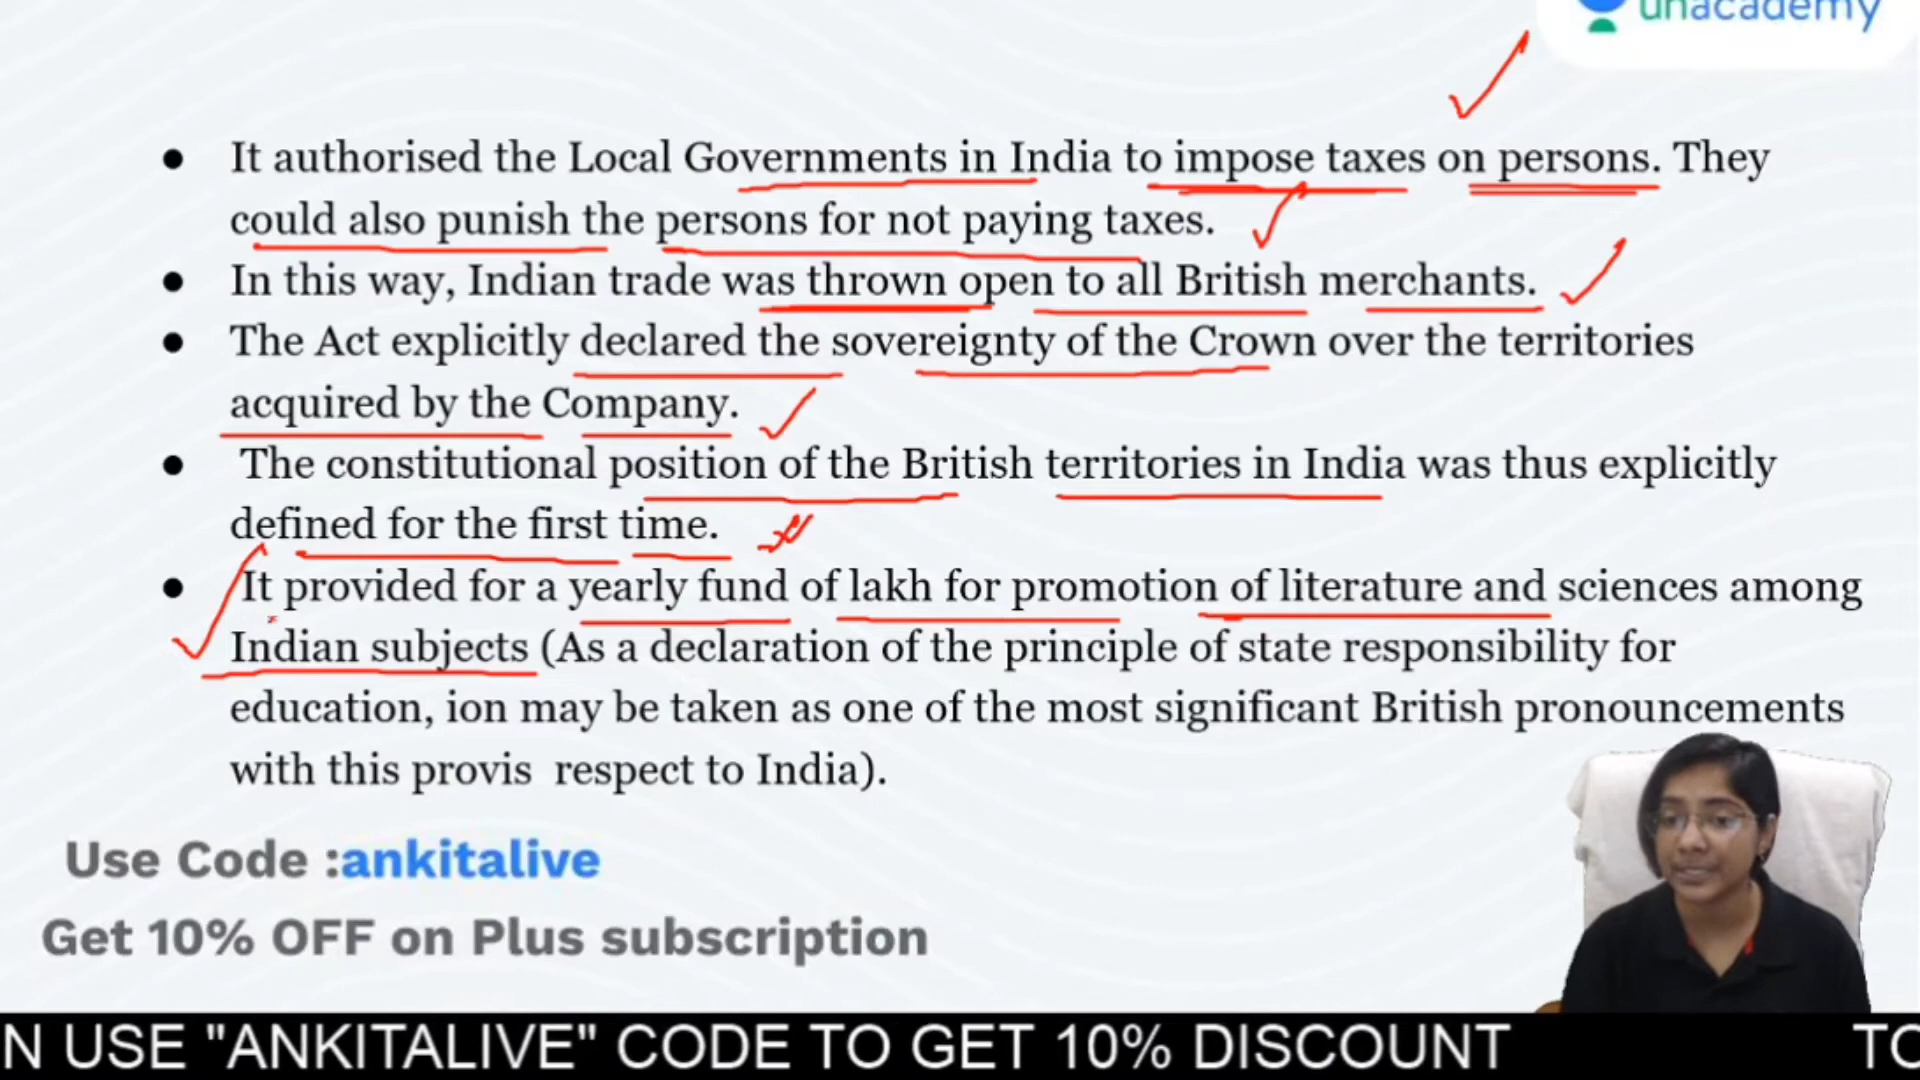 unacademy
● It authorised the Local Governments in India to impose taxes on persons. They
could also punish the persons for not paying taxes.
● In this way, Indian trade was thrown open to all British merchants.
● The Act explicitly declared the sovereignty of the Crown over the territories
acquired by the Company.
● The constitutional position of the British territories in India was thus explicitly
defined for the first time.
● It provided for a yearly fund of lakh for promotion of literature and sciences among
Indian subjects (As a declaration of the principle of state responsibility for
education, ion may be taken as one of the most significant British pronouncements
with this provis respect to India).
Use Code :ankitalive
Get 10% OFF on Plus subscription
N USE "ANKITALIVE" CODE TO GET 10% DISCOUNT TO